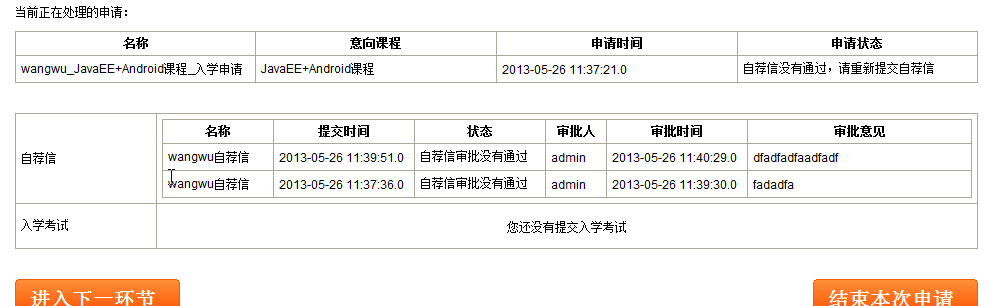 当前正在处理的申请：
名称 意向课程 申请时间 申请状态
wangwu_JavaEE+Android课程_入学申请 JavaEE+Android课程 2013-05-26 11:37:21.0 自荐信没有通过，请重新提交自荐信
名称 提交时间 状态 审批人 审批时间 审批意见
自荐信
wangwu自荐信 2013-05-26 11:39:51.0 自荐信审批没有通过 admin 2013-05-26 11:40:29.0 dfadfadfaadfadf
wangwu自荐信 2013-05-26 11:37:36.0 自荐信审批没有通过 admin 2013-05-26 11:39:30.0 fadadfa
入学考试 您还没有提交入学考试
进入下一环节 结束本次申请